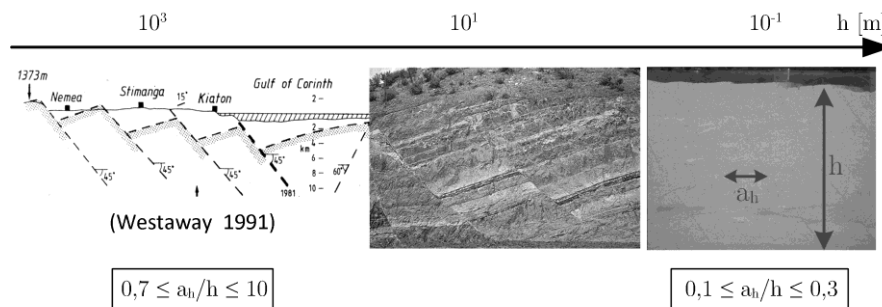 10³ 10¹ 10⁻¹ h [m]
1373m
Nemea
Stimanga
15°
Kiaton
Gulf of Corinth
2
2
4
km
6
8
10
45°
45°
45°
45°
60°
1981
(Westaway 1991)
aₕ
h
0,7 ≤ aₕ/h ≤ 10
0,1 ≤ aₕ/h ≤ 0,3